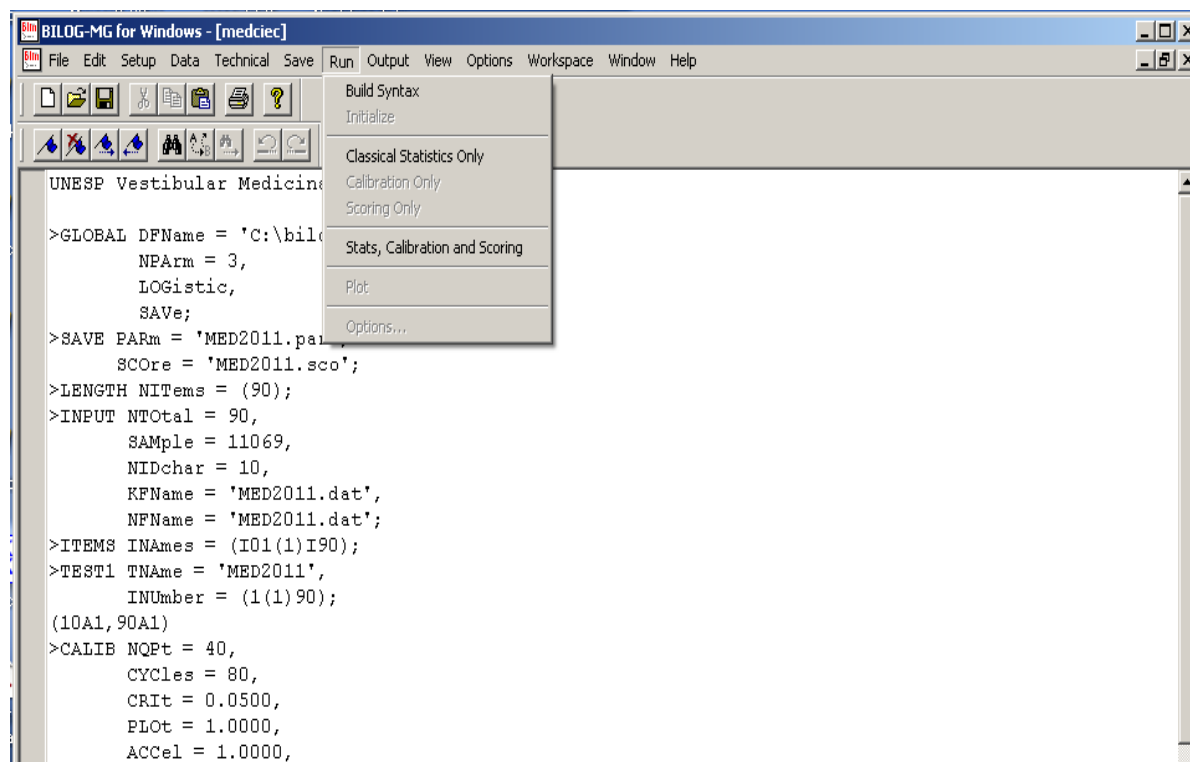 BILOG-MG for Windows - [medciec]
File Edit Setup Data Technical Save Run Output View Options Workspace Window Help
Build Syntax
Initialize
Classical Statistics Only
Calibration Only
Scoring Only
Stats, Calibration and Scoring
Plot
Options...
UNESP Vestibular Medicina
>GLOBAL DFName = 'C:\bilo
NPArm = 3,
LOGistic,
SAVe;
>SAVE PARm = 'MED2011.par',
SCOre = 'MED2011.sco';
>LENGTH NITems = (90);
>INPUT NTOtal = 90,
SAMple = 11069,
NIDchar = 10,
KFName = 'MED2011.dat',
NFName = 'MED2011.dat';
>ITEMS INAmes = (I01(1)I90);
>TEST1 TNAme = 'MED2011',
INUmber = (1(1)90);
(10A1,90A1)
>CALIB NQPt = 40,
CYCles = 80,
CRIt = 0.0500,
PLOt = 1.0000,
ACCel = 1.0000,